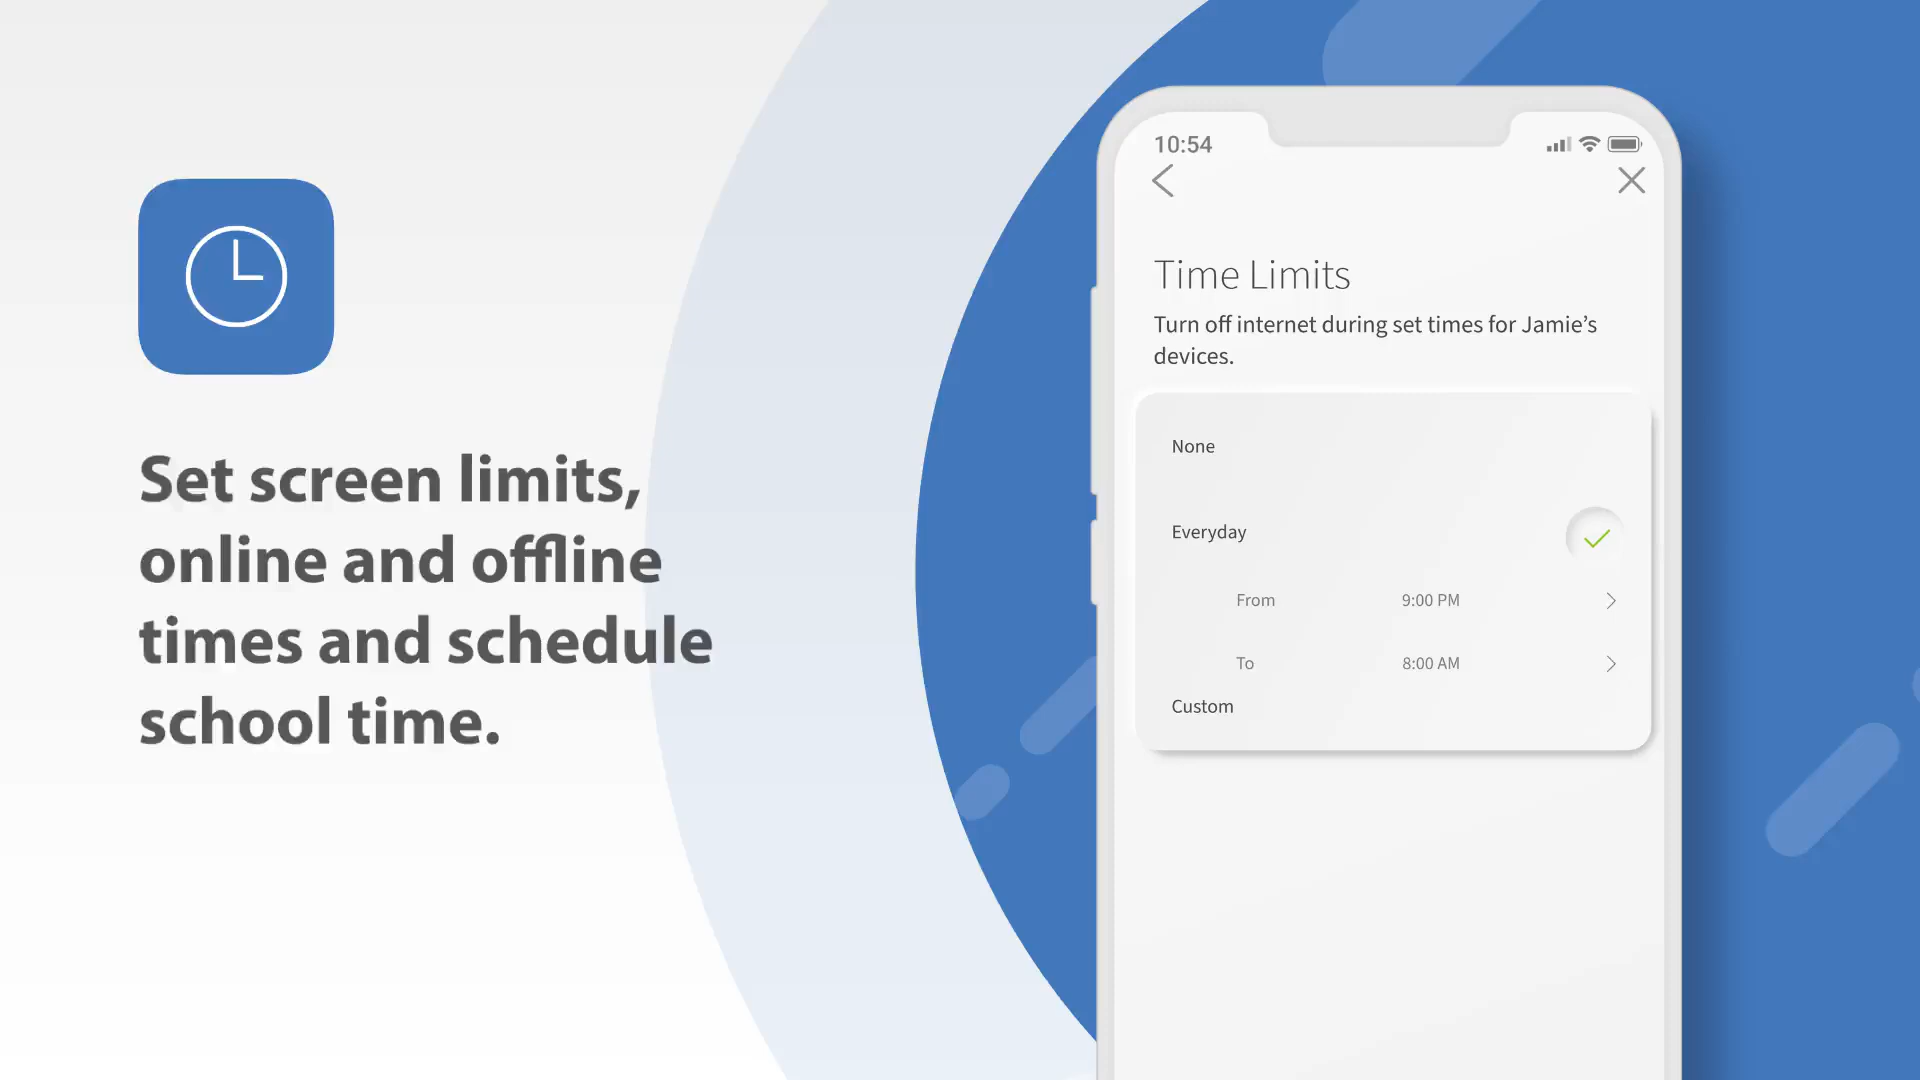 Set screen limits,
online and offline
times and schedule
school time.
10:54
Time Limits
Turn off internet during set times for Jamie’s
devices.
None
Everyday
From 9:00 PM
To 8:00 AM
Custom